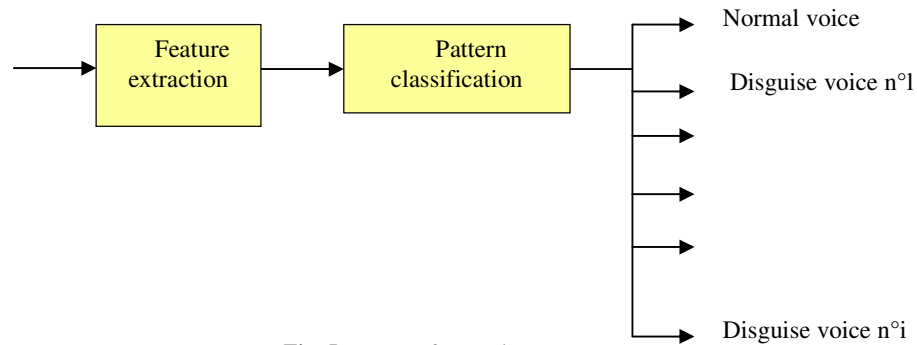 Normal voice
Feature
extraction
Pattern
classification
Disguise voice n°1
Disguise voice n°i